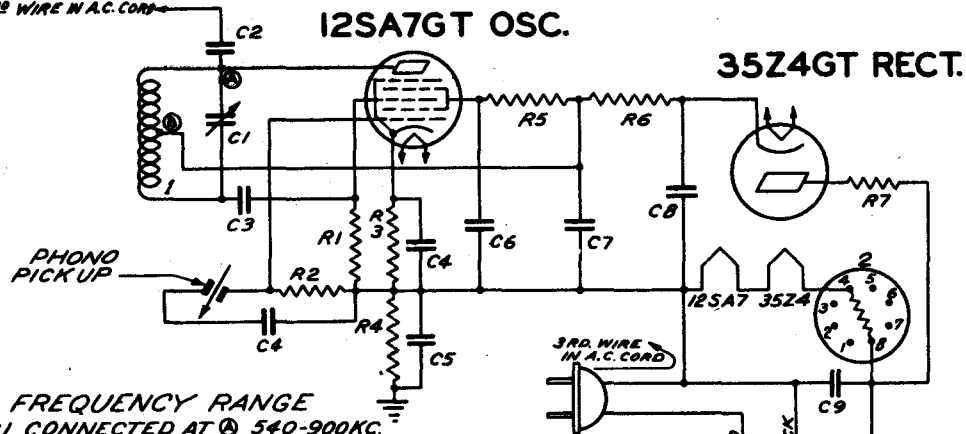 WIRE IN A.C. CORD
12SA7GT OSC.
35Z4GT RECT.
C2
A
A
C1
1
C3
R5
R6
C8
R7
R1
R3
C4
C6
C7
PHONO
PICKUP
R2
C4
R4
C5
12SA7
35Z4
2
4
5
6
3
2
7
1
8
3RD. WIRE
IN A.C. CORD
C9
FREQUENCY RANGE
CONNECTED AT A 540-900KC.